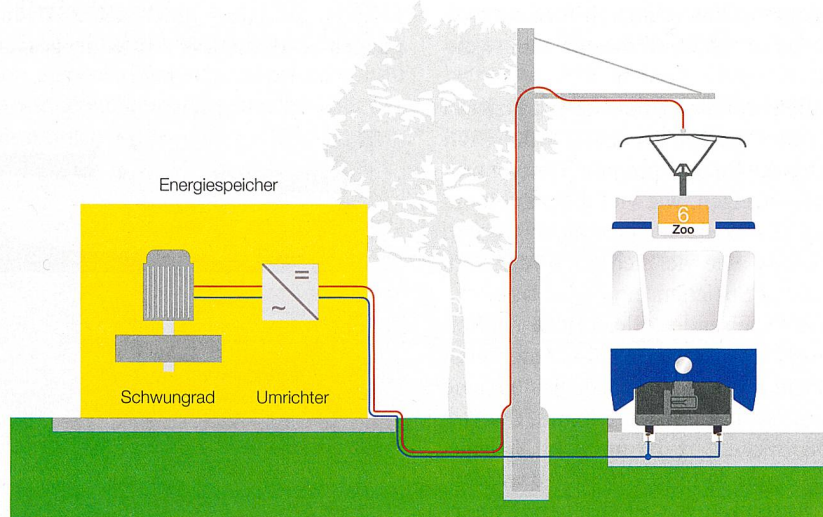 Energiespeicher
6
Zoo
=
~
Schwungrad
Umrichter